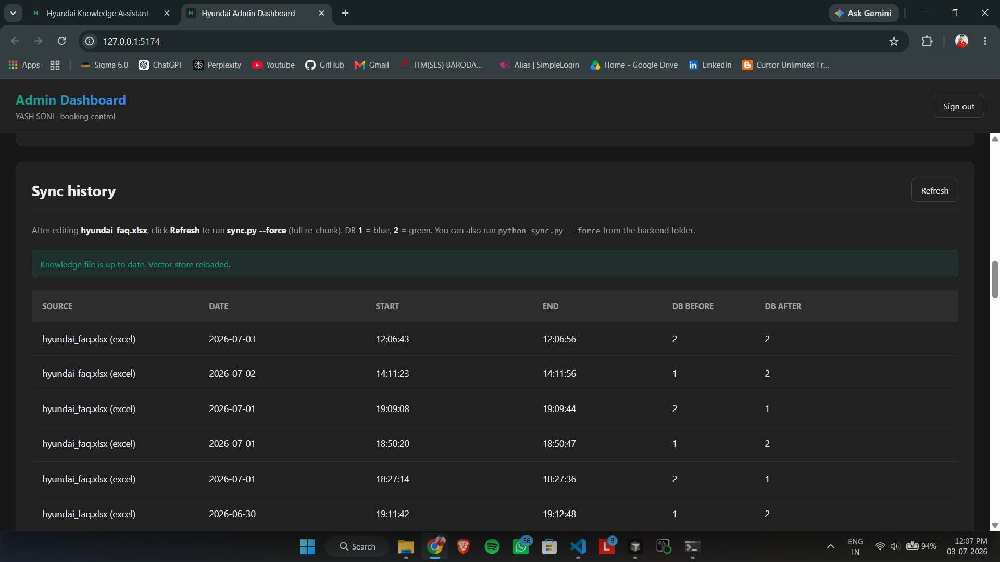 Hyundai Knowledge Assistant
Hyundai Admin Dashboard
Ask Gemini
127.0.0.1:5174
Apps
Sigma 6.0
ChatGPT
Perplexity
Youtube
GitHub
Gmail
ITM(SLS) BARODA...
Alias | SimpleLogin
Home - Google Drive
LinkedIn
Cursor Unlimited Fr...
Admin Dashboard
YASH SONI · booking control
Sign out
Sync history
Refresh
After editing hyundai_faq.xlsx, click Refresh to run sync.py --force (full re-chunk). DB 1 = blue, 2 = green. You can also run python sync.py --force from the backend folder.
Knowledge file is up to date. Vector store reloaded.
SOURCE DATE START END DB BEFORE DB AFTER
hyundai_faq.xlsx (excel) 2026-07-03 12:06:43 12:06:56 2 2
hyundai_faq.xlsx (excel) 2026-07-02 14:11:23 14:11:56 1 2
hyundai_faq.xlsx (excel) 2026-07-01 19:09:08 19:09:44 2 1
hyundai_faq.xlsx (excel) 2026-07-01 18:50:20 18:50:47 1 2
hyundai_faq.xlsx (excel) 2026-07-01 18:27:14 18:27:36 2 1
hyundai_faq.xlsx (excel) 2026-06-30 19:11:42 19:12:48 1 2
Search
36
3
ENG
IN
94%
12:07 PM
03-07-2026